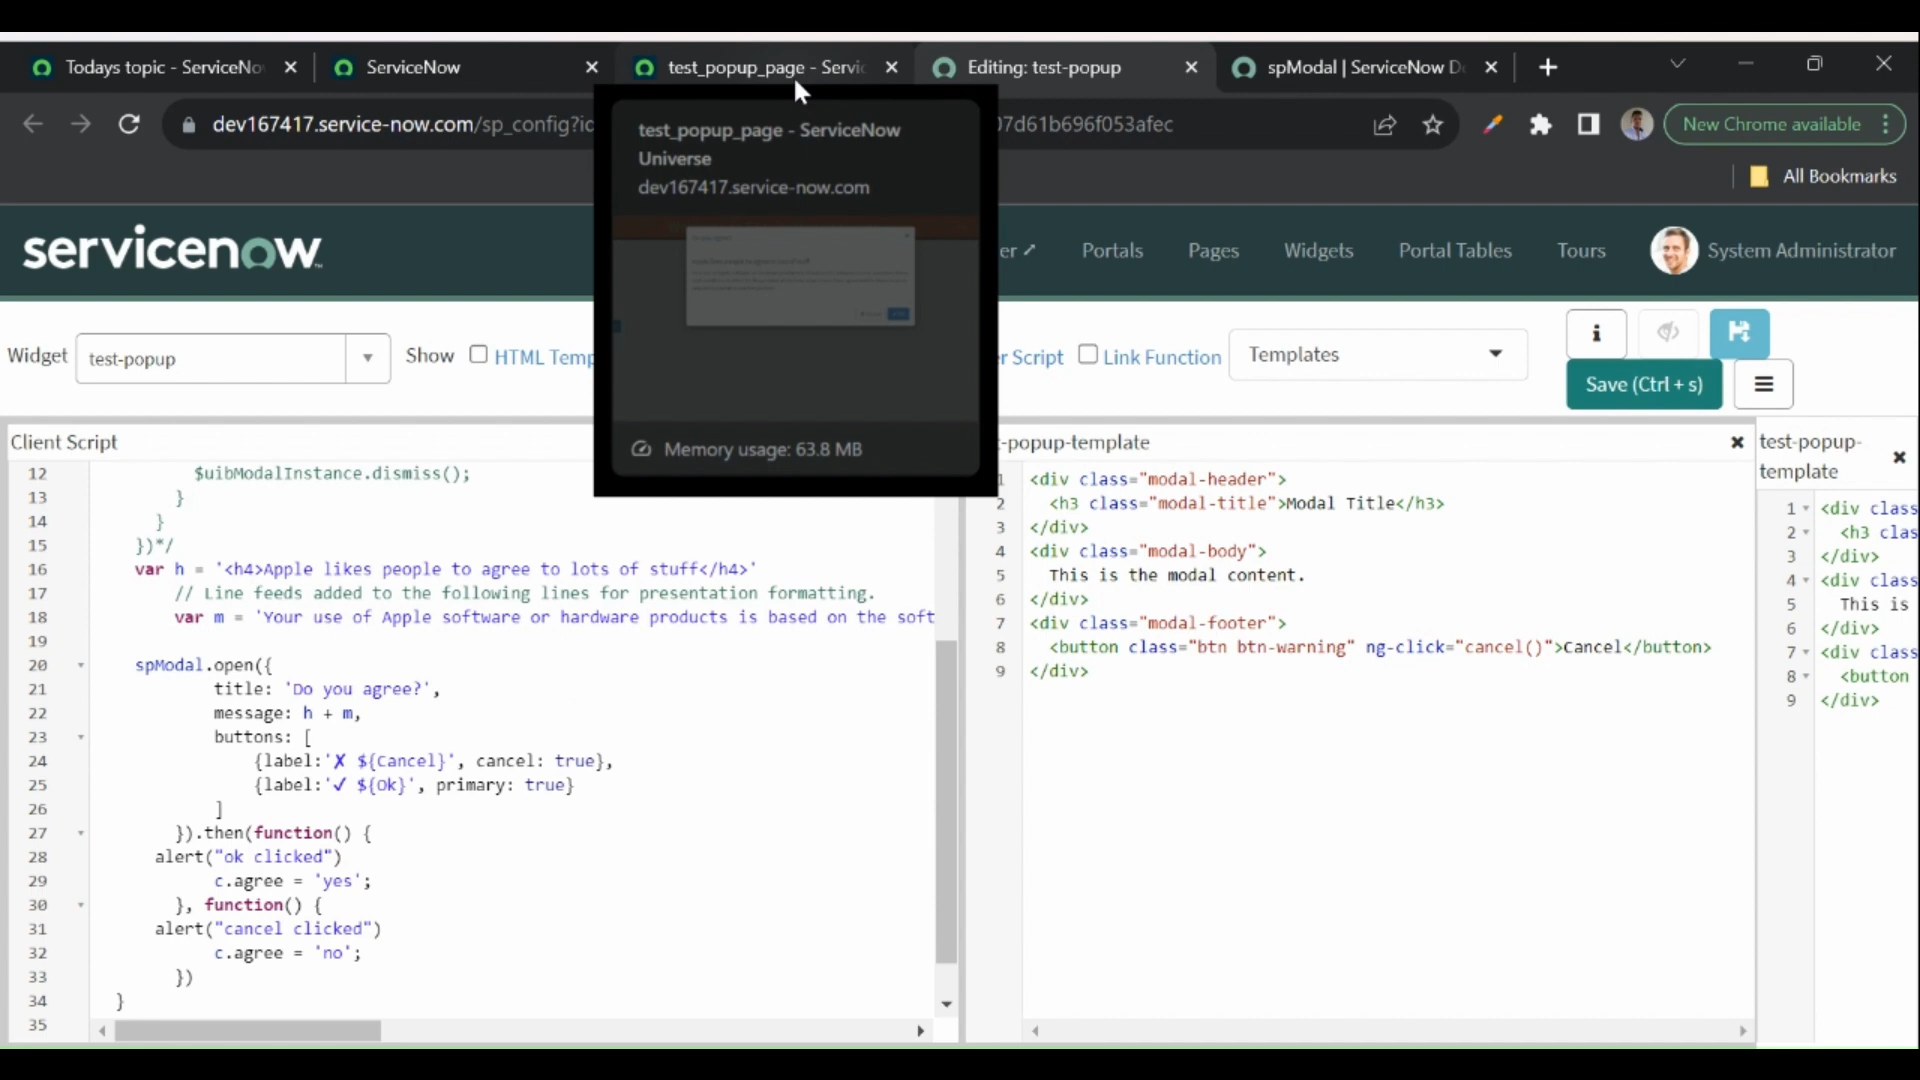 Todays topic - ServiceNo
ServiceNow
test_popup_page - Servic
Editing: test-popup
spModal | ServiceNow D
dev167417.service-now.com/sp_config?ic
07d61b696f053afec
New Chrome available
All Bookmarks
test_popup_page - ServiceNow
Universe
dev167417.service-now.com
Memory usage: 63.8 MB
servicenow
er
Portals
Pages
Widgets
Portal Tables
Tours
System Administrator
Widget
test-popup
Show
HTML Temp
r Script
Link Function
Templates
Save (Ctrl + s)
Client Script
12 $uibModalInstance.dismiss();
13 }
14 }
15 })*/
16 var h = '<h4>Apple likes people to agree to lots of stuff</h4>'
17 // Line feeds added to the following lines for presentation formatting.
18 var m = 'Your use of Apple software or hardware products is based on the soft
19
20 spModal.open({
21 title: 'Do you agree?',
22 message: h + m,
23 buttons: [
24 {label:'✘ ${Cancel}', cancel: true},
25 {label:'✔ ${Ok}', primary: true}
26 ]
27 }).then(function() {
28 alert("ok clicked")
29 c.agree = 'yes';
30 }, function() {
31 alert("cancel clicked")
32 c.agree = 'no';
33 })
34 }
35
-popup-template
1 <div class="modal-header">
2 <h3 class="modal-title">Modal Title</h3>
3 </div>
4 <div class="modal-body">
5 This is the modal content.
6 </div>
7 <div class="modal-footer">
8 <button class="btn btn-warning" ng-click="cancel()">Cancel</button>
9 </div>
test-popup-
template
1 <div class
2 <h3 clas
3 </div>
4 <div class
5 This is
6 </div>
7 <div class
8 <button
9 </div>